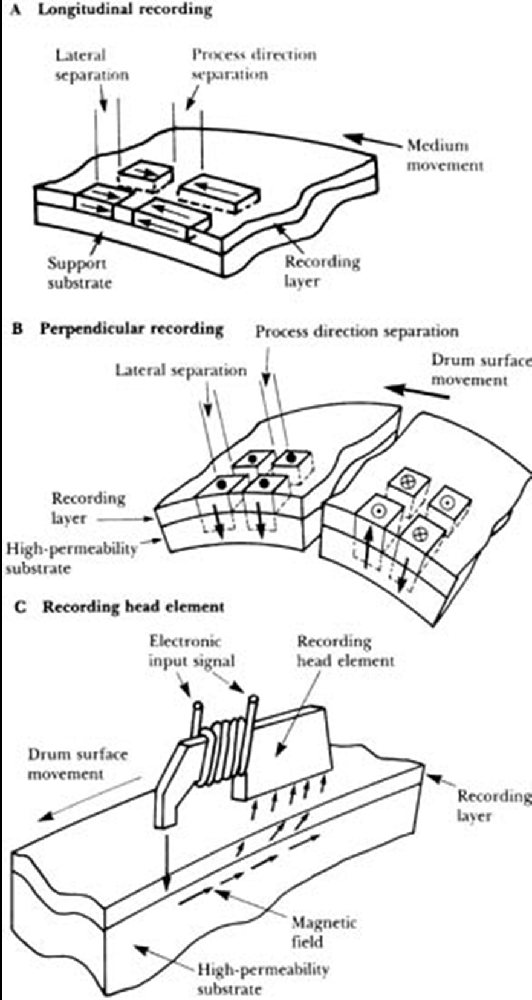 A Longitudinal recording
Lateral
separation
Process direction
separation
Medium
movement
Support
substrate
Recording
layer
B Perpendicular recording
Process direction separation
Lateral separation
Drum surface
movement
Recording
layer
High-permeability
substrate
C Recording head element
Electronic
input signal
Recording
head element
Drum surface
movement
Recording
layer
Magnetic
field
High-permeability
substrate